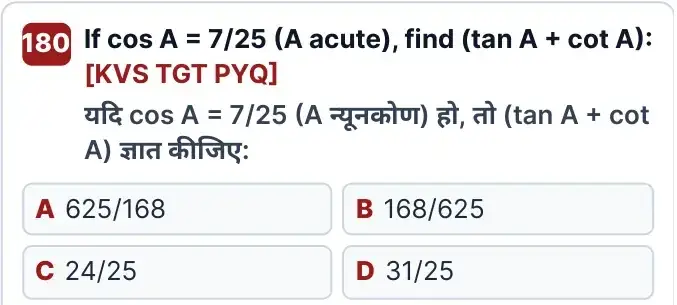 180 If cos A = 7/25 (A acute), find (tan A + cot A):
[KVS TGT PYQ]
यदि cos A = 7/25 (A न्यूनकोण) हो, तो (tan A + cot
A) ज्ञात कीजिए:
A 625/168
B 168/625
C 24/25
D 31/25